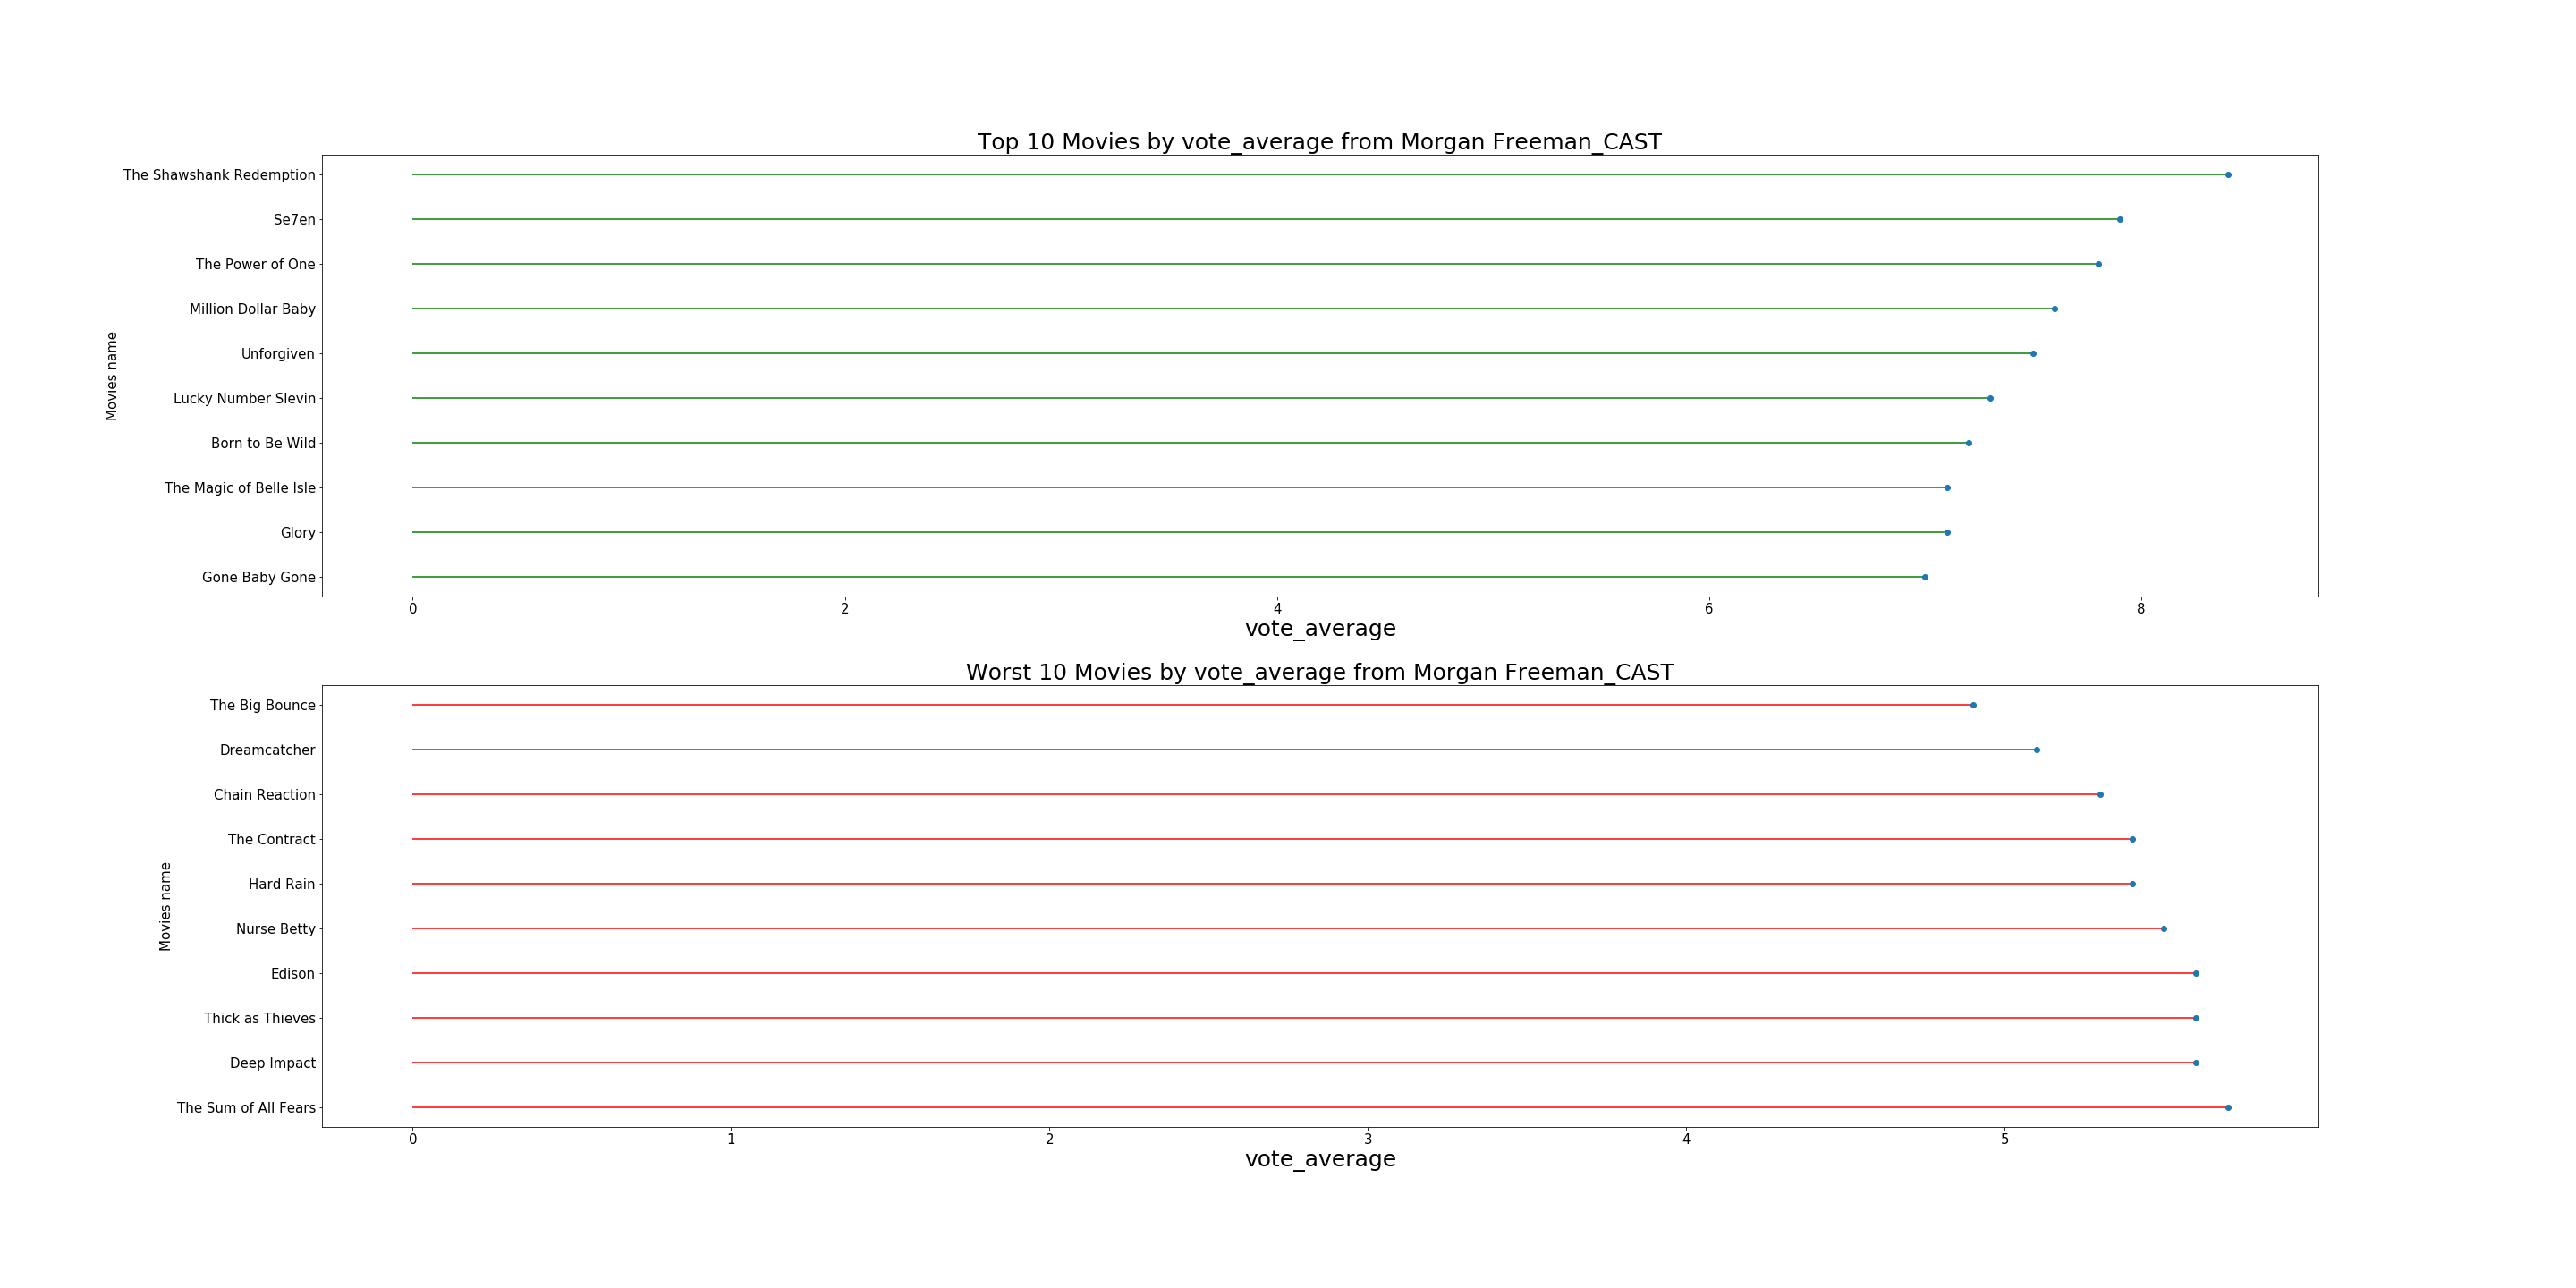 Top 10 Movies by vote_average from Morgan Freeman_CAST
Movies name
The Shawshank Redemption
Se7en
The Power of One
Million Dollar Baby
Unforgiven
Lucky Number Slevin
Born to Be Wild
The Magic of Belle Isle
Glory
Gone Baby Gone
0 2 4 6 8
vote_average
Worst 10 Movies by vote_average from Morgan Freeman_CAST
Movies name
The Big Bounce
Dreamcatcher
Chain Reaction
The Contract
Hard Rain
Nurse Betty
Edison
Thick as Thieves
Deep Impact
The Sum of All Fears
0 1 2 3 4 5
vote_average